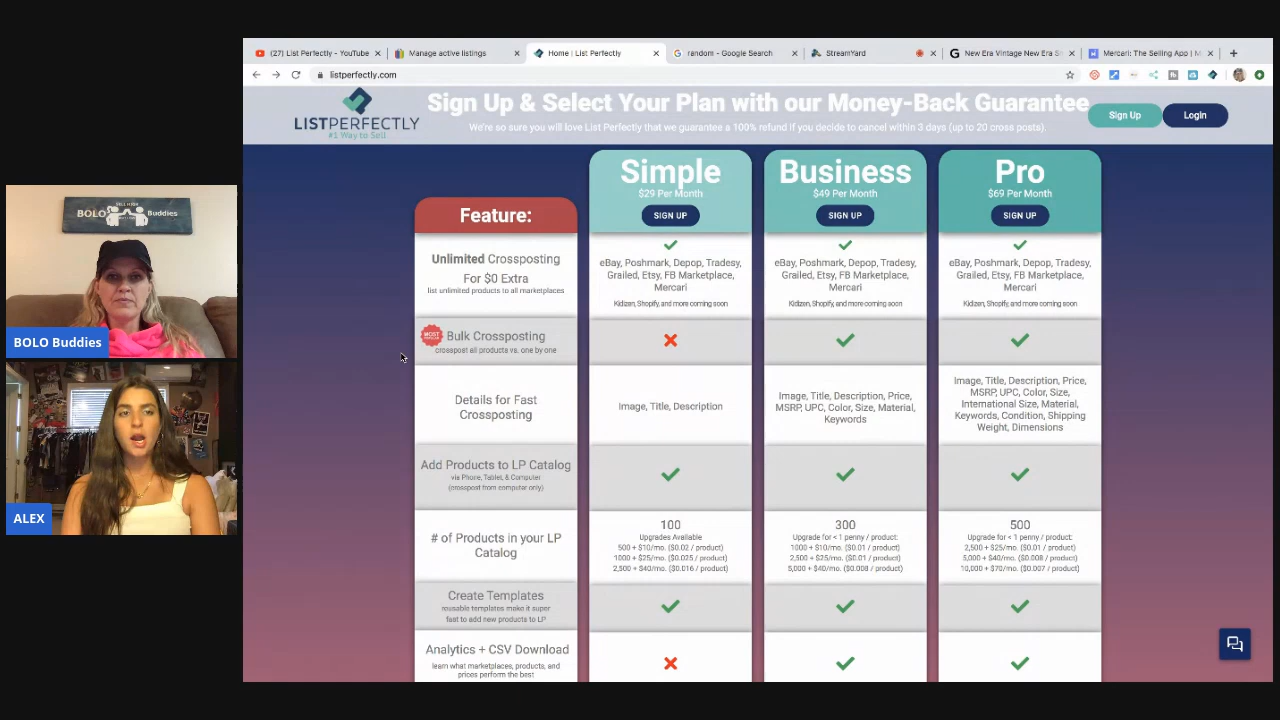 (27) List Perfectly - YouTube
Manage active listings
Home | List Perfectly
random - Google Search
StreamYard
New Era Vintage New Era S
Mercari: The Selling App | M
listperfectly.com
LISTPERFECTLY
#1 Way to Sell
Sign Up & Select Your Plan with our Money-Back Guarantee
We're so sure you will love List Perfectly that we guarantee a 100% refund if you decide to cancel within 3 days (up to 20 cross posts).
Sign Up
Login
Simple
$29 Per Month
SIGN UP
Business
$49 Per Month
SIGN UP
Pro
$69 Per Month
SIGN UP
Feature:
Unlimited Crossposting
For $0 Extra
list unlimited products to all marketplaces
eBay, Poshmark, Depop, Tradesy,
Grailed, Etsy, FB Marketplace,
Mercari
Kidizen, Shopify, and more coming soon
eBay, Poshmark, Depop, Tradesy,
Grailed, Etsy, FB Marketplace,
Mercari
Kidizen, Shopify, and more coming soon
eBay, Poshmark, Depop, Tradesy,
Grailed, Etsy, FB Marketplace,
Mercari
Kidizen, Shopify, and more coming soon
MOST POPULAR
Bulk Crossposting
crosspost all products vs. one by one
Details for Fast
Crossposting
Image, Title, Description
Image, Title, Description, Price,
MSRP, UPC, Color, Size, Material,
Keywords
Image, Title, Description, Price,
MSRP, UPC, Color, Size,
International Size, Material,
Keywords, Condition, Shipping
Weight, Dimensions
Add Products to LP Catalog
via Phone, Tablet, & Computer
(crosspost from computer only)
# of Products in your LP
Catalog
100
Upgrades Available
500 + $10/mo. ($0.02 / product)
1000 + $25/mo. ($0.025 / product)
2,500 + $40/mo. ($0.016 / product)
300
Upgrade for < 1 penny / product:
1000 + $10/mo. ($0.01 / product)
2,500 + $25/mo. ($0.01 / product)
5,000 + $40/mo. ($0.008 / product)
500
Upgrade for < 1 penny / product:
2,500 + $25/mo. ($0.01 / product)
5,000 + $40/mo. ($0.008 / product)
10,000 + $70/mo. ($0.007 / product)
Create Templates
reusable templates make it super
fast to add new products to LP
Analytics + CSV Download
learn what marketplaces, products, and
prices perform the best
BOLO Buddies
BOLO Buddies
ALEX